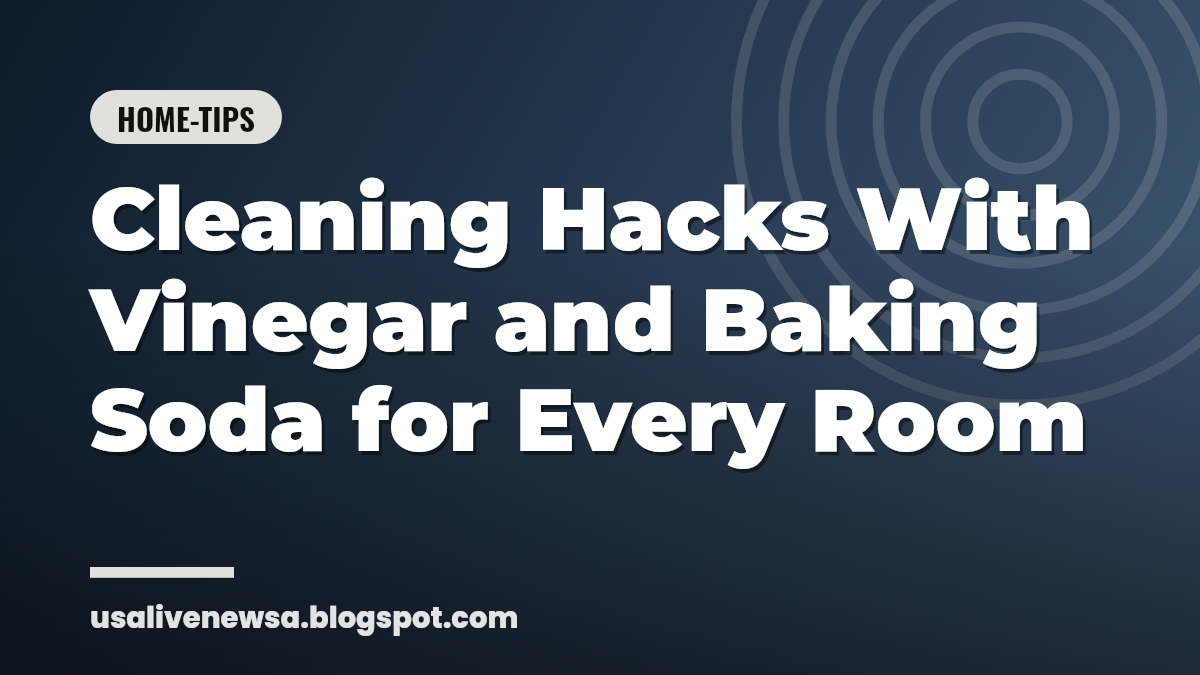 HOME-TIPS
Cleaning Hacks With
Vinegar and Baking
Soda for Every Room
usalivenewsa.blogspot.com